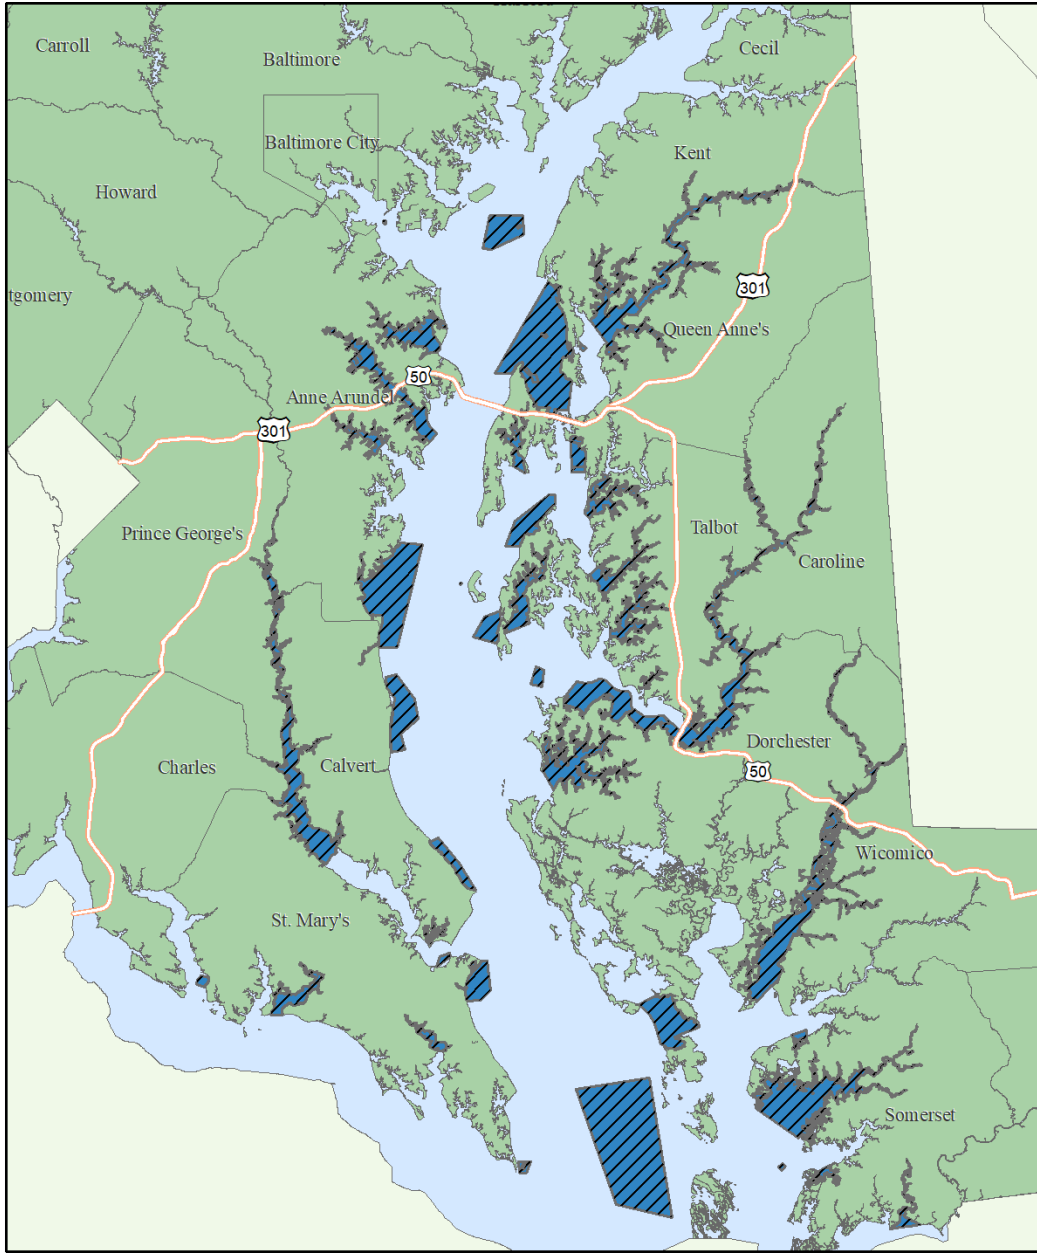 Carroll
Baltimore
Cecil
Baltimore City
Kent
Howard
tgomery
301
Queen Anne's
50
Anne Arundel
301
Prince George's
Talbot
Caroline
Dorchester
Charles
Calvert
50
Wicomico
St. Mary's
Somerset